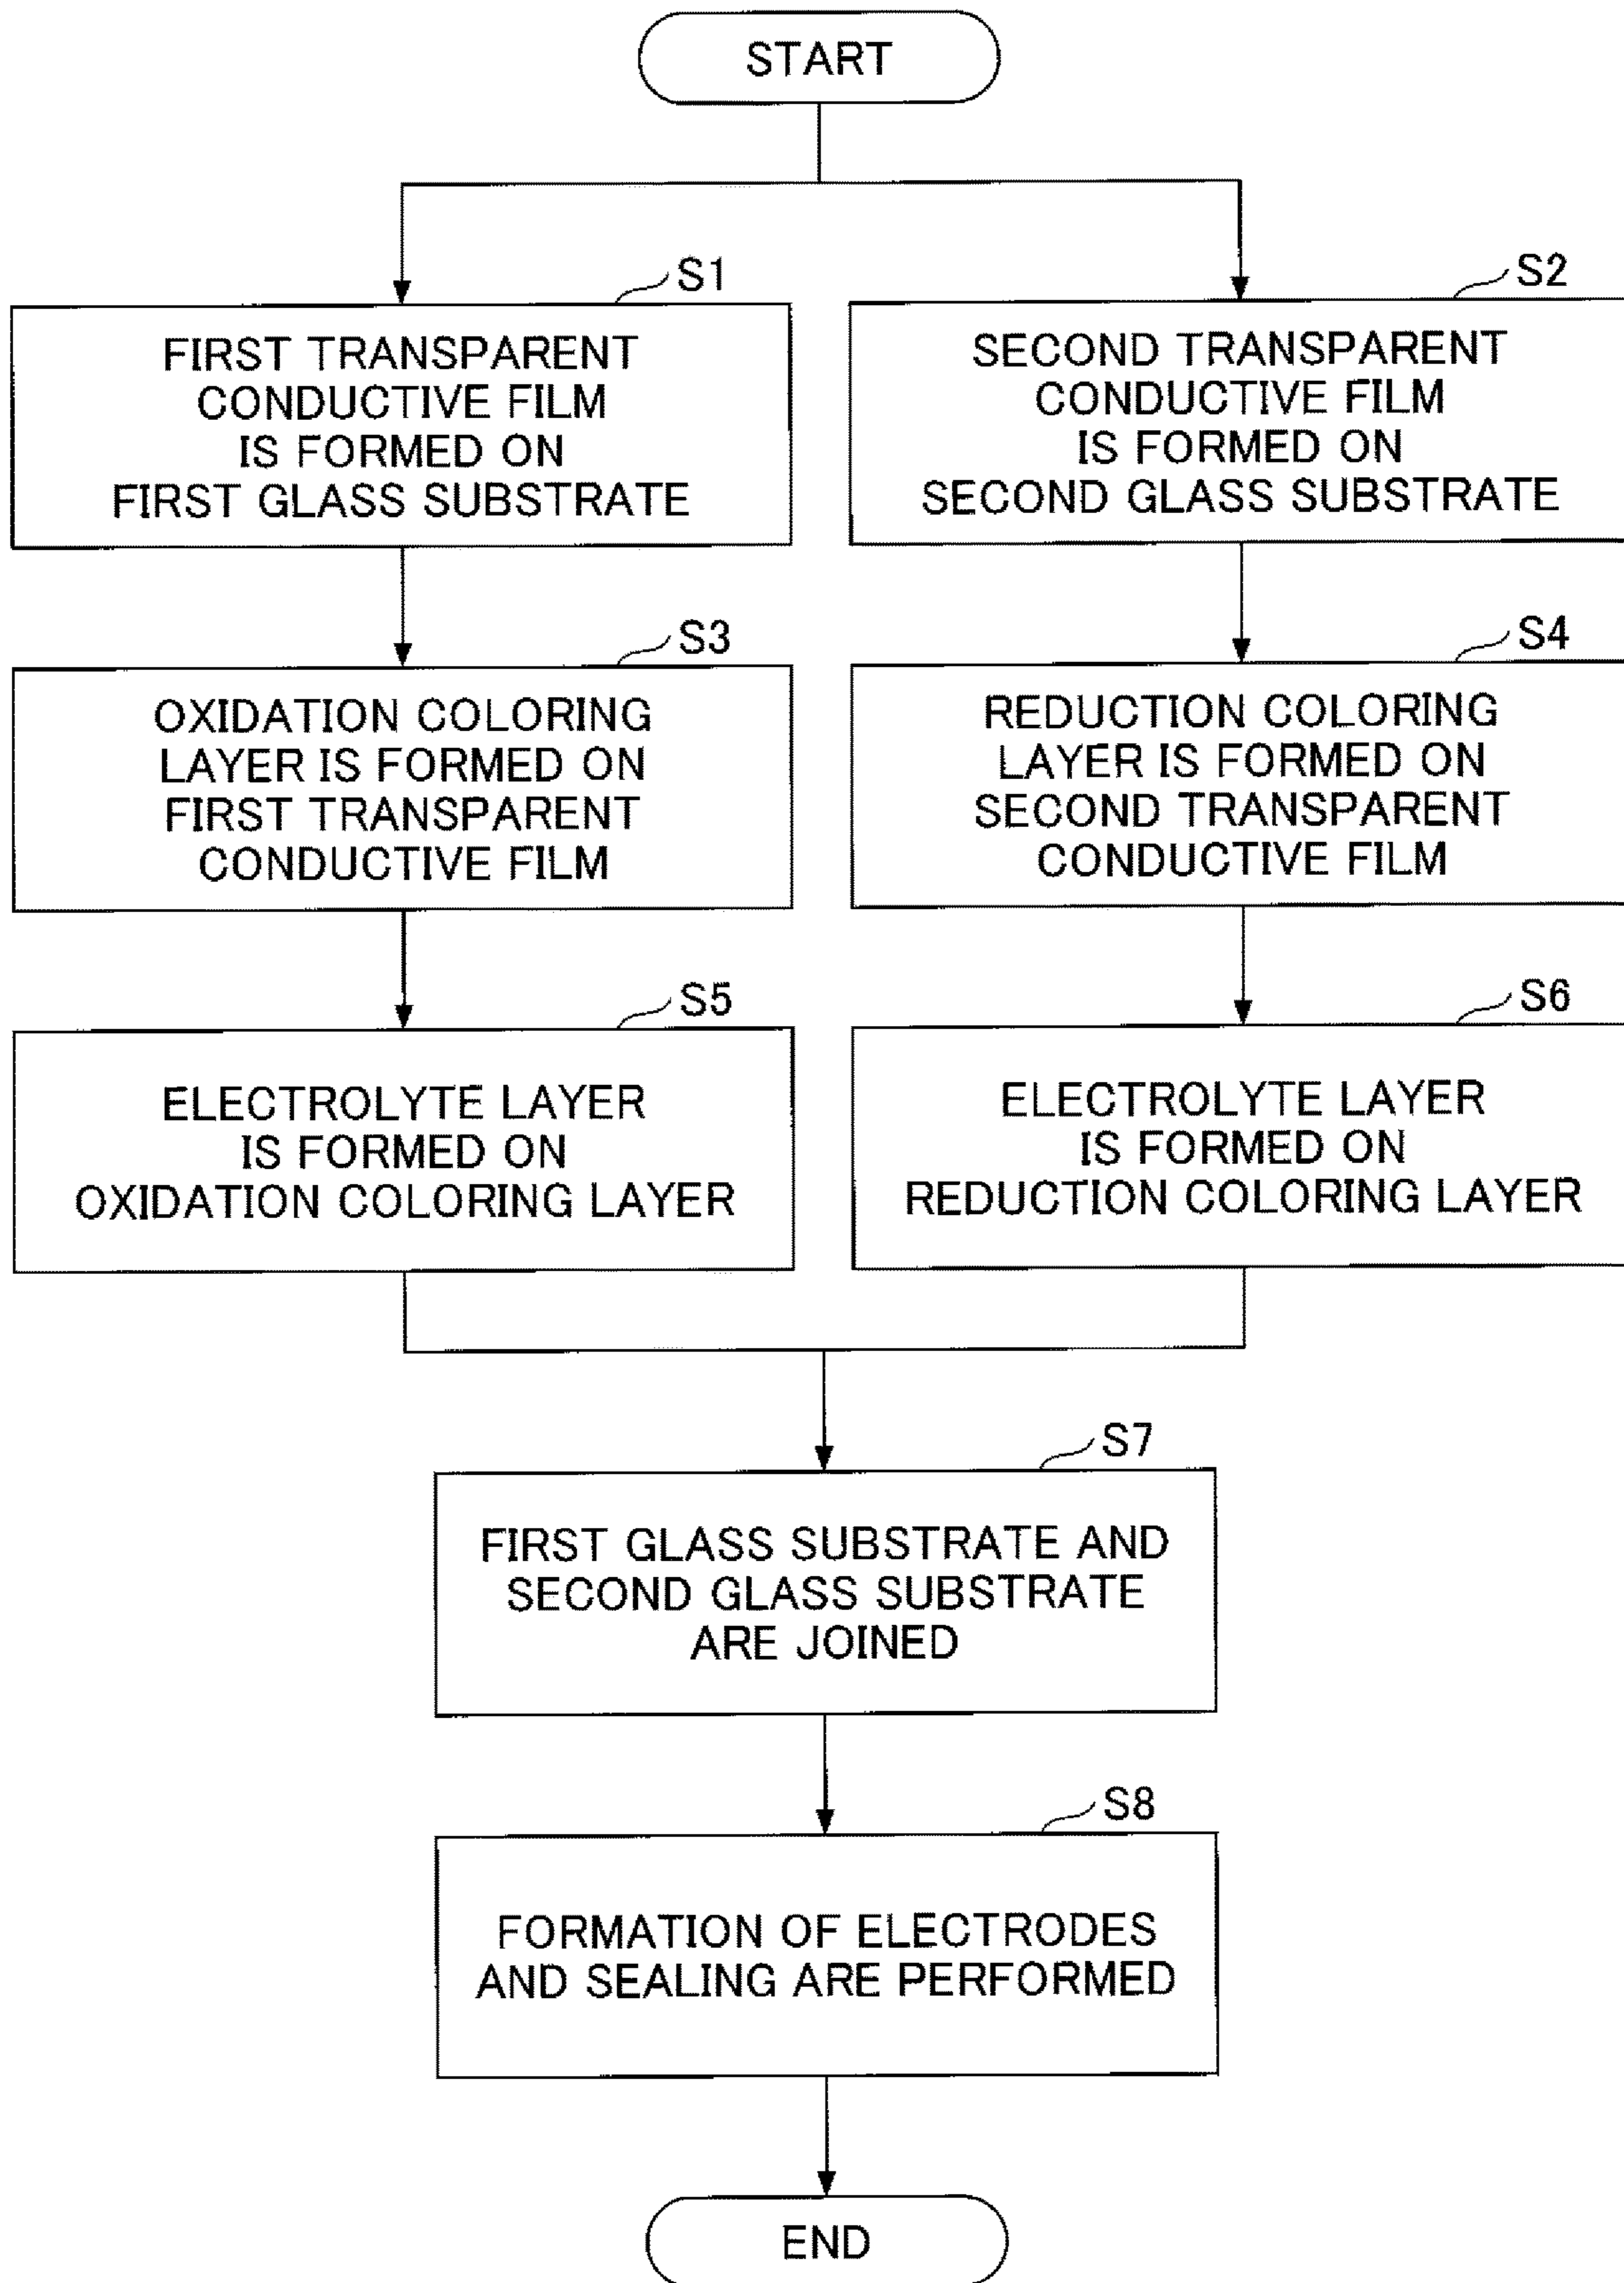 START
S1
FIRST TRANSPARENT
CONDUCTIVE FILM
IS FORMED ON
FIRST GLASS SUBSTRATE
S2
SECOND TRANSPARENT
CONDUCTIVE FILM
IS FORMED ON
SECOND GLASS SUBSTRATE
S3
OXIDATION COLORING
LAYER IS FORMED ON
FIRST TRANSPARENT
CONDUCTIVE FILM
S4
REDUCTION COLORING
LAYER IS FORMED ON
SECOND TRANSPARENT
CONDUCTIVE FILM
S5
ELECTROLYTE LAYER
IS FORMED ON
OXIDATION COLORING LAYER
S6
ELECTROLYTE LAYER
IS FORMED ON
REDUCTION COLORING LAYER
S7
FIRST GLASS SUBSTRATE AND
SECOND GLASS SUBSTRATE
ARE JOINED
S8
FORMATION OF ELECTRODES
AND SEALING ARE PERFORMED
END